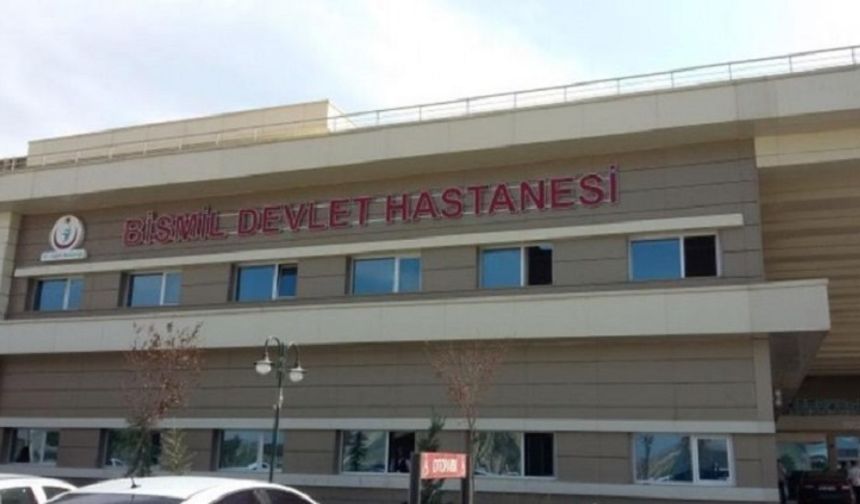 BİSMİL DEVLET HASTANESİ
OTOPARK